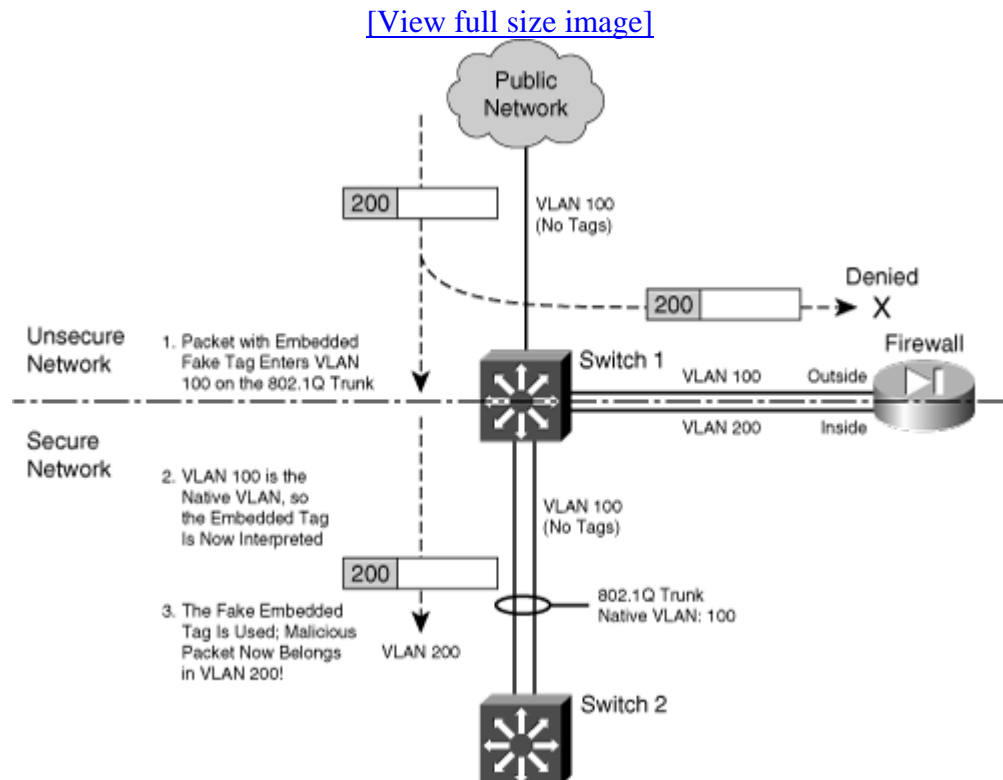 [View full size image]
Public
Network
200
VLAN 100
(No Tags)
200
Denied
X
Unsecure
Network
1. Packet with Embedded
Fake Tag Enters VLAN
100 on the 802.1Q Trunk
Switch 1
Firewall
VLAN 100
Outside
VLAN 200
Inside
Secure
Network
2. VLAN 100 is the
Native VLAN, so
the Embedded Tag
Is Now Interpreted
VLAN 100
(No Tags)
200
802.1Q Trunk
Native VLAN: 100
3. The Fake Embedded
Tag Is Used; Malicious
Packet Now Belongs
in VLAN 200!
VLAN 200
Switch 2